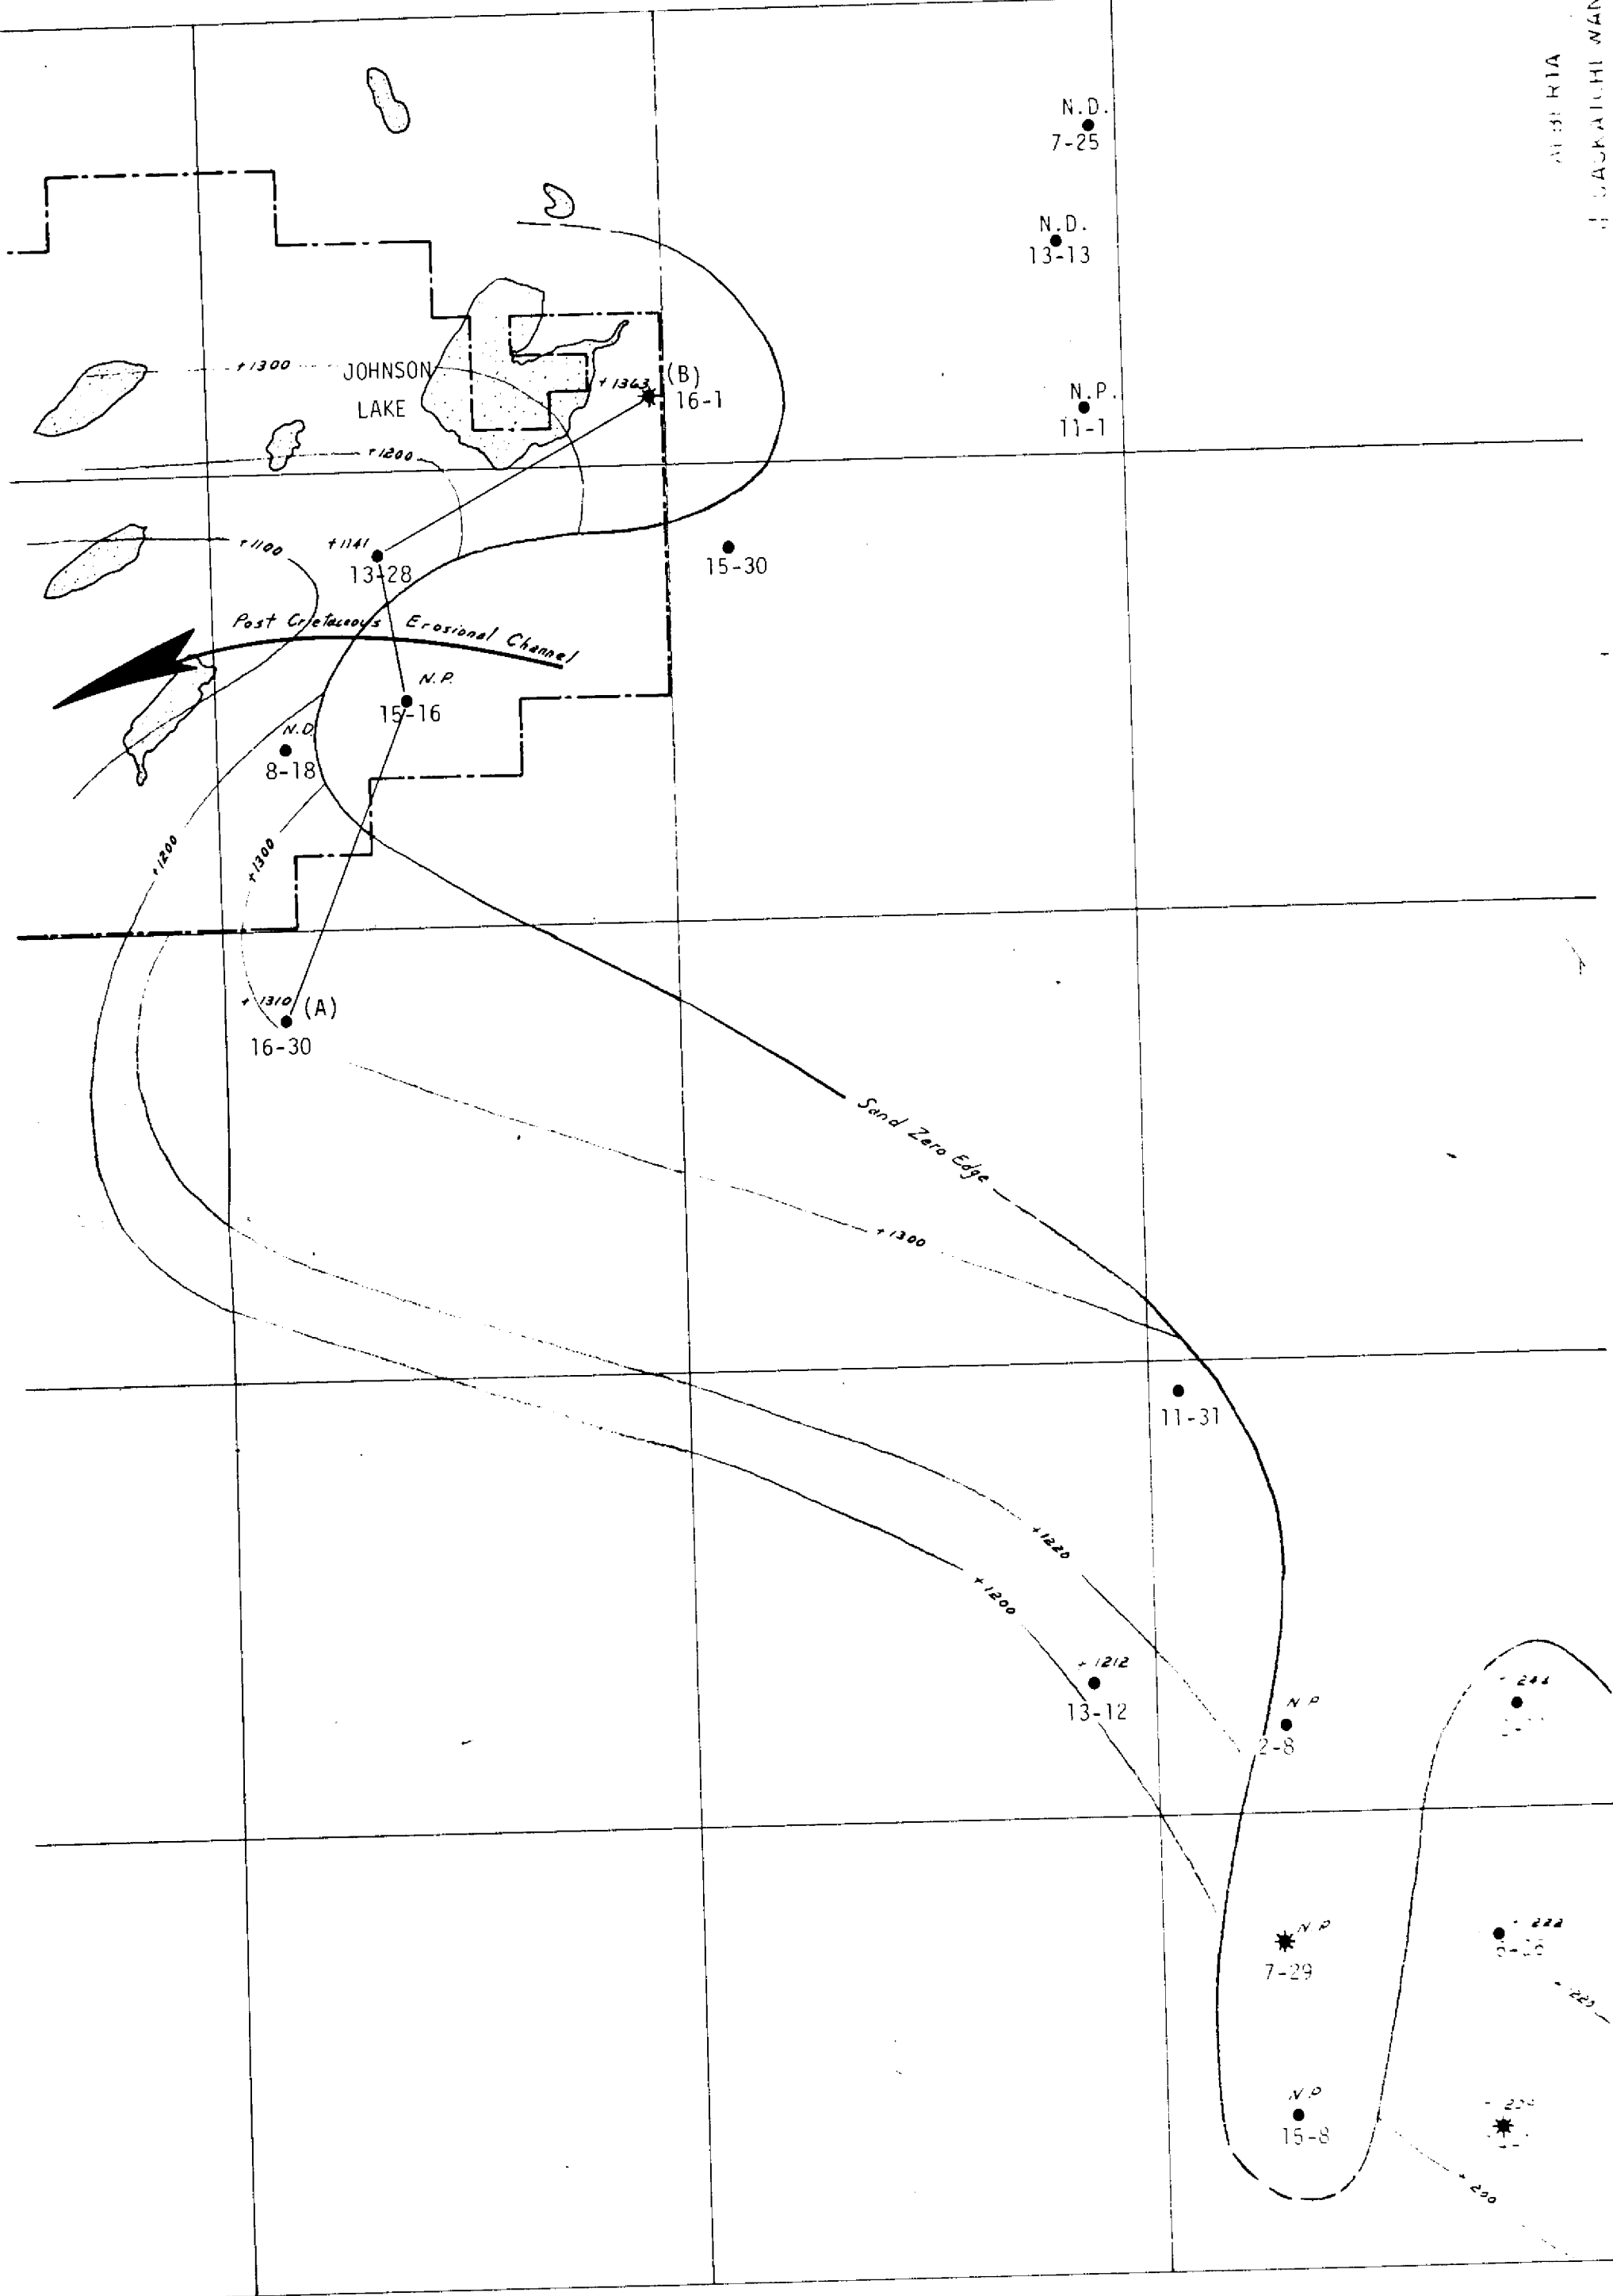 ALBERTA
N.D.
7-25
N.D.
13-13
+1300
JOHNSON
LAKE
+1363
(B)
16-1
N.P.
11-1
+1200
+1100
+1141
13-28
15-30
Post Cretaceous Erosional Channel
N.P.
15-16
N.D.
8-18
+1200
+1300
+1310
(A)
16-30
Sand Zero Edge
+1300
11-31
+1220
+1200
+1212
13-12
N.P
2-8
N.P
7-29
N.P
15-8